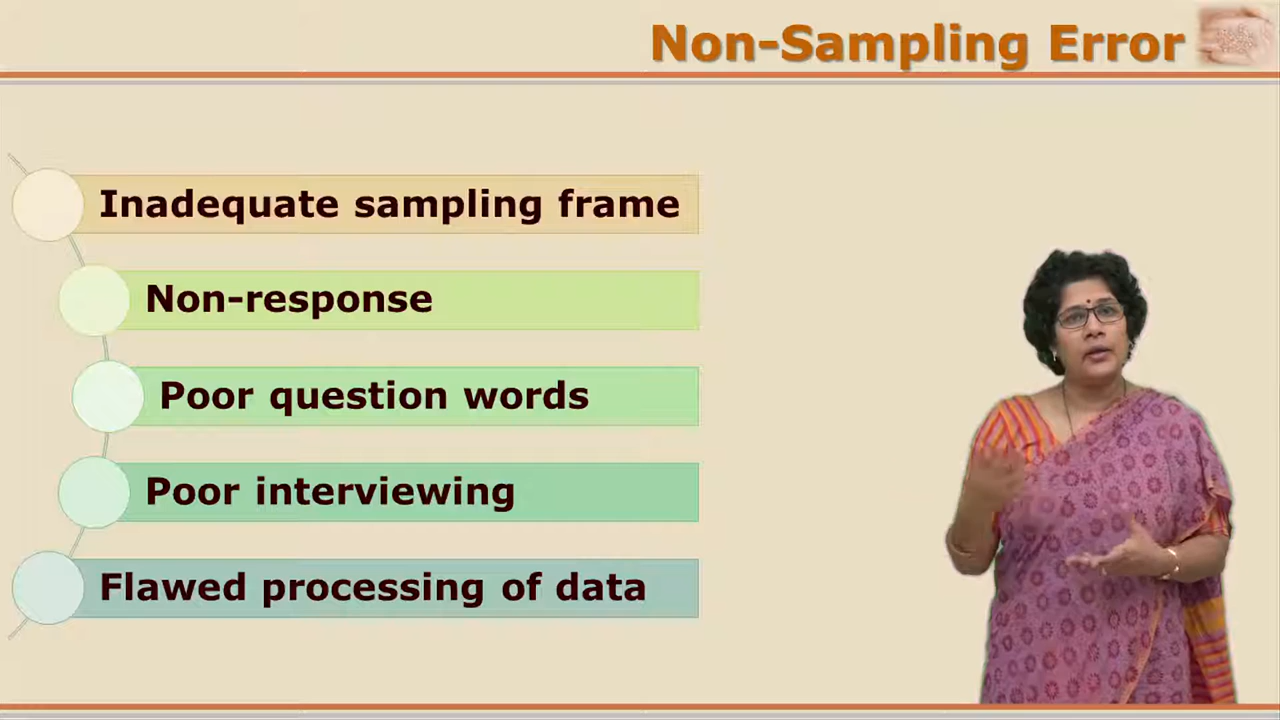 Non-Sampling Error
Inadequate sampling frame
Non-response
Poor question words
Poor interviewing
Flawed processing of data